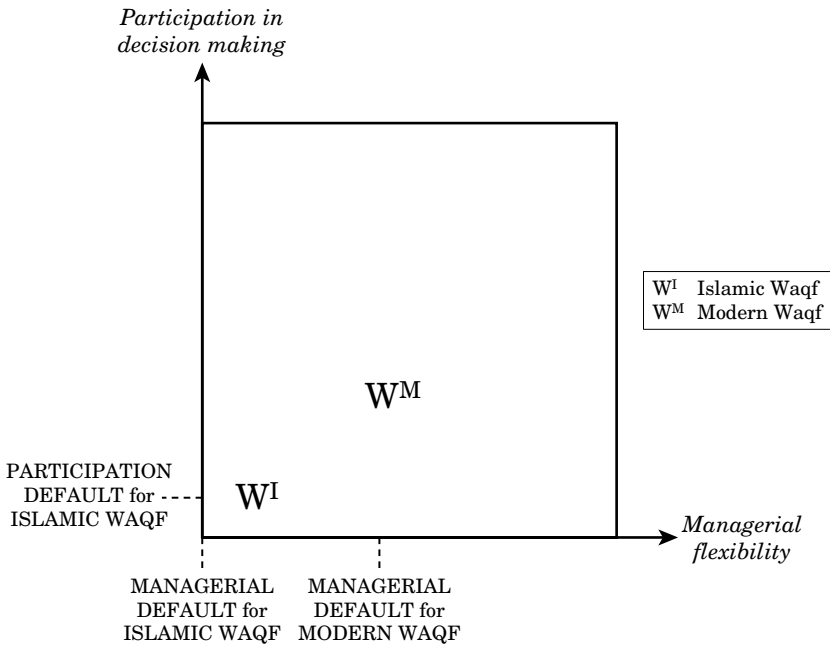 Participation in
decision making
Wᴵ Islamic Waqf
Wᴹ Modern Waqf
Wᴹ
PARTICIPATION
DEFAULT for
ISLAMIC WAQF
Wᴵ
Managerial
flexibility
MANAGERIAL
DEFAULT for
ISLAMIC WAQF
MANAGERIAL
DEFAULT for
MODERN WAQF